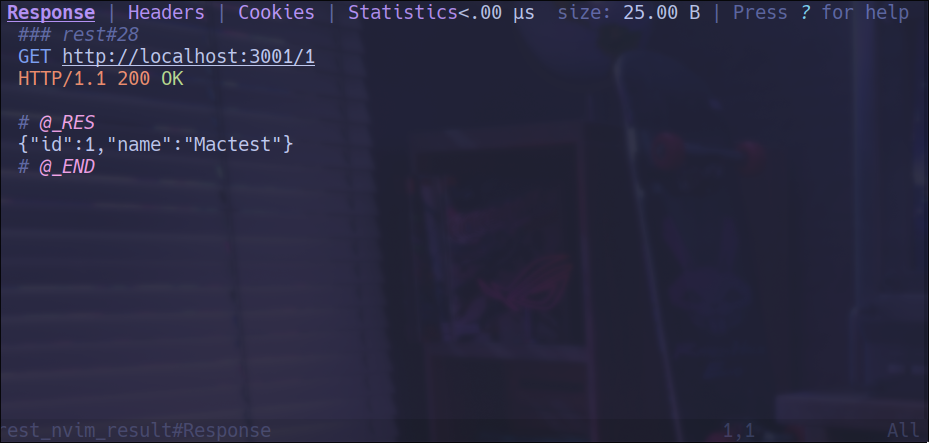 Response | Headers | Cookies | Statistics<.00 µs  size: 25.00 B | Press ? for help
### rest#28
GET http://localhost:3001/1
HTTP/1.1 200 OK
# @_RES
{"id":1,"name":"Mactest"}
# @_END
rest_nvim_result#Response 1,1 All